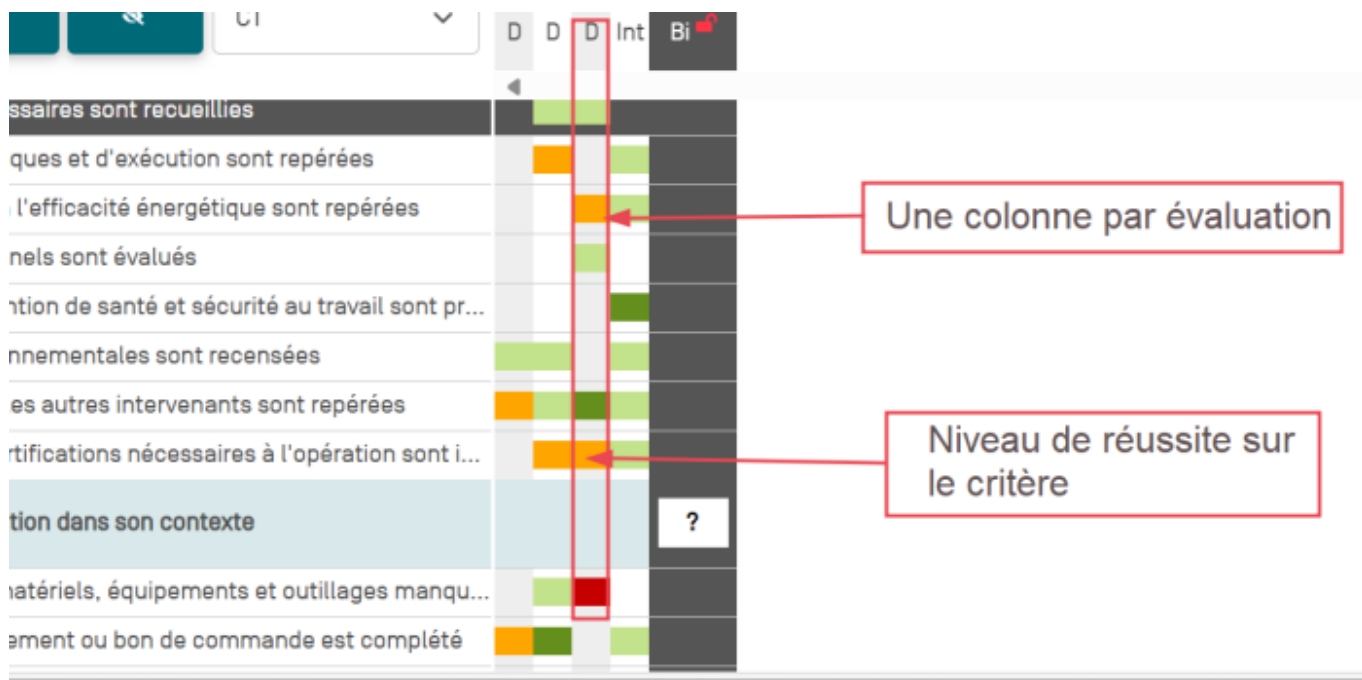 CT
D D D Int Bi
ssaires sont recueillies
ques et d'exécution sont repérées
l'efficacité énergétique sont repérées
Une colonne par évaluation
nels sont évalués
ntion de santé et sécurité au travail sont pr...
nnementales sont recensées
es autres intervenants sont repérées
rtifications nécessaires à l'opération sont i...
Niveau de réussite sur
le critère
tion dans son contexte
?
natériels, équipements et outillages manqu...
ement ou bon de commande est complété